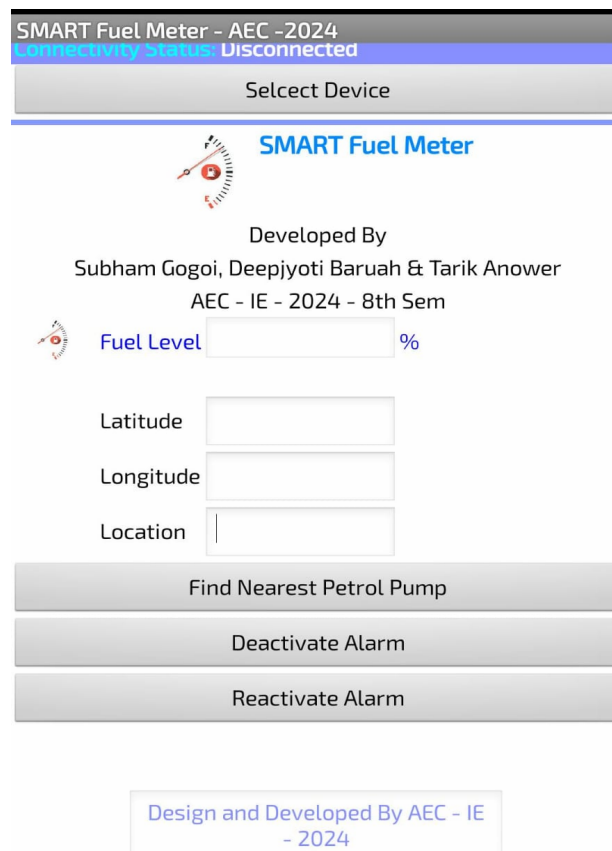 SMART Fuel Meter - AEC -2024
Connectivity Status: Disconnected
Selcect Device
SMART Fuel Meter
Developed By
Subham Gogoi, Deepjyoti Baruah & Tarik Anower
AEC - IE - 2024 - 8th Sem
Fuel Level %
Latitude
Longitude
Location
Find Nearest Petrol Pump
Deactivate Alarm
Reactivate Alarm
Design and Developed By AEC - IE
- 2024